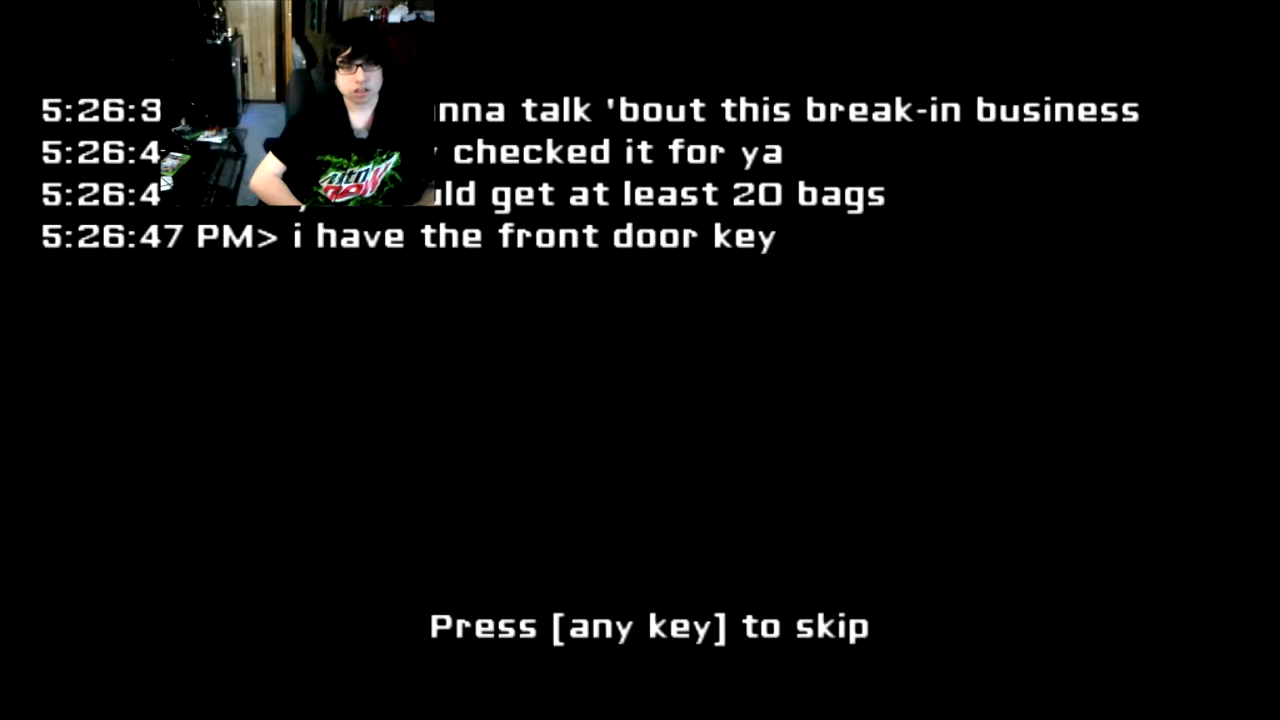 5:26:3 talk 'bout this break-in business
5:26:4 checked it for ya
5:26:4 get at least 20 bags
5:26:47 PM> i have the front door key
Press [any key] to skip